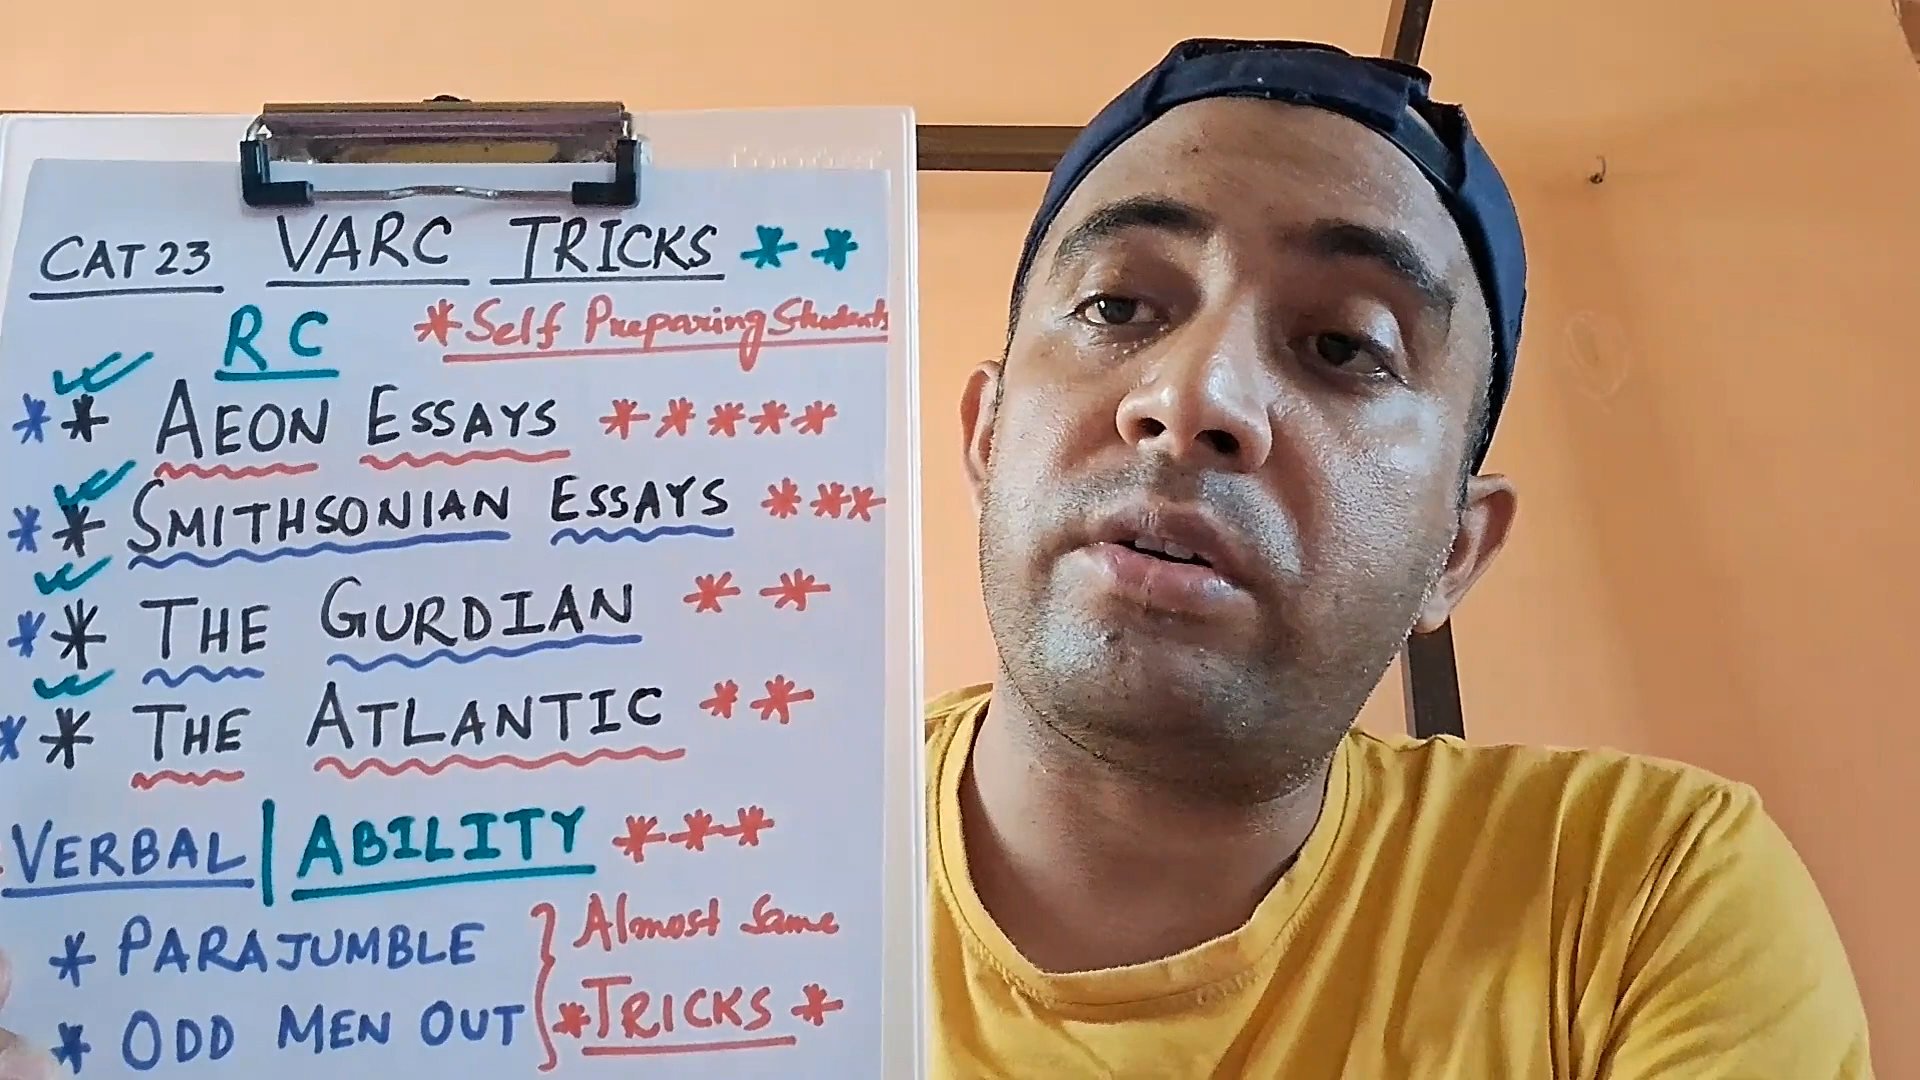 CAT 23 VARC TRICKS **
RC *Self Preparing Students
** AEON ESSAYS *****
** SMITHSONIAN ESSAYS ***
** THE GURDIAN **
** THE ATLANTIC **
VERBAL | ABILITY ***
* PARAJUMBLE } Almost Same
* ODD MEN OUT *TRICKS*